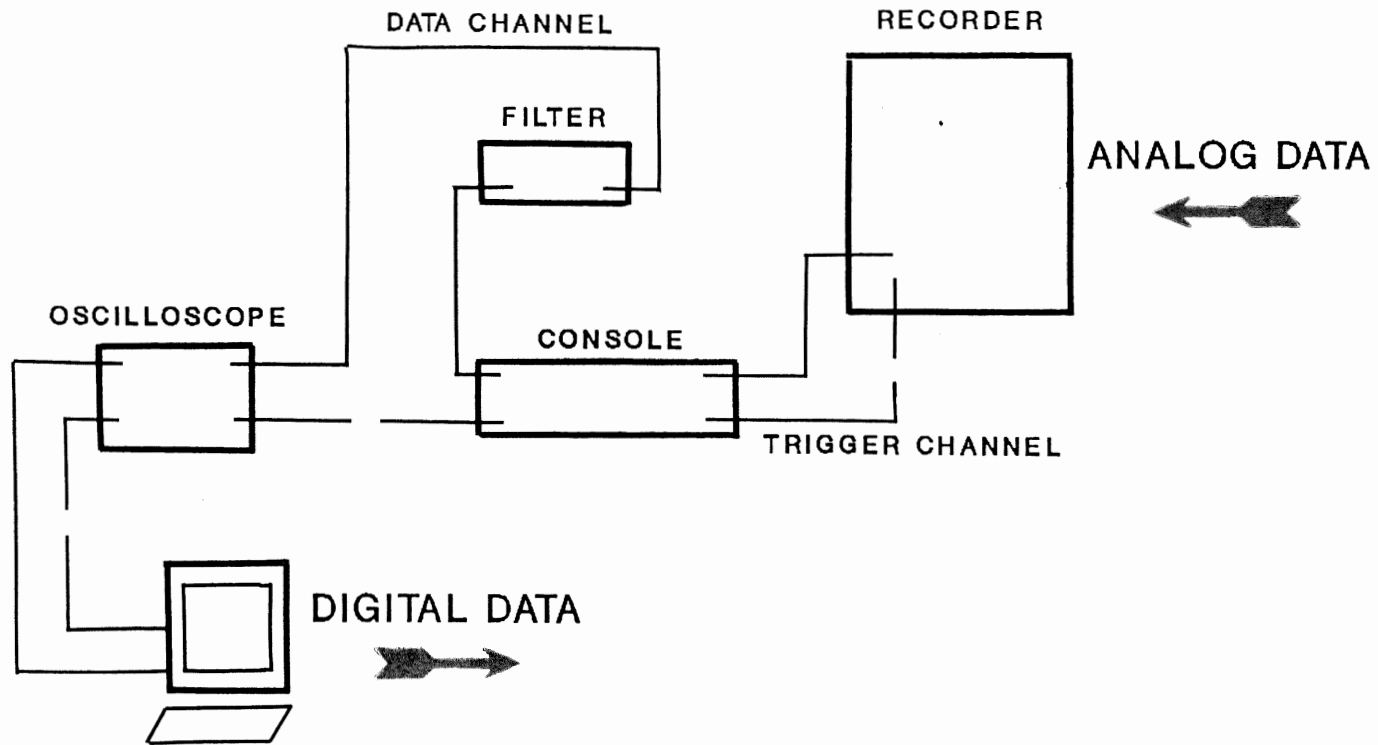 DATA CHANNEL
RECORDER
FILTER
ANALOG DATA
OSCILLOSCOPE
CONSOLE
TRIGGER CHANNEL
DIGITAL DATA